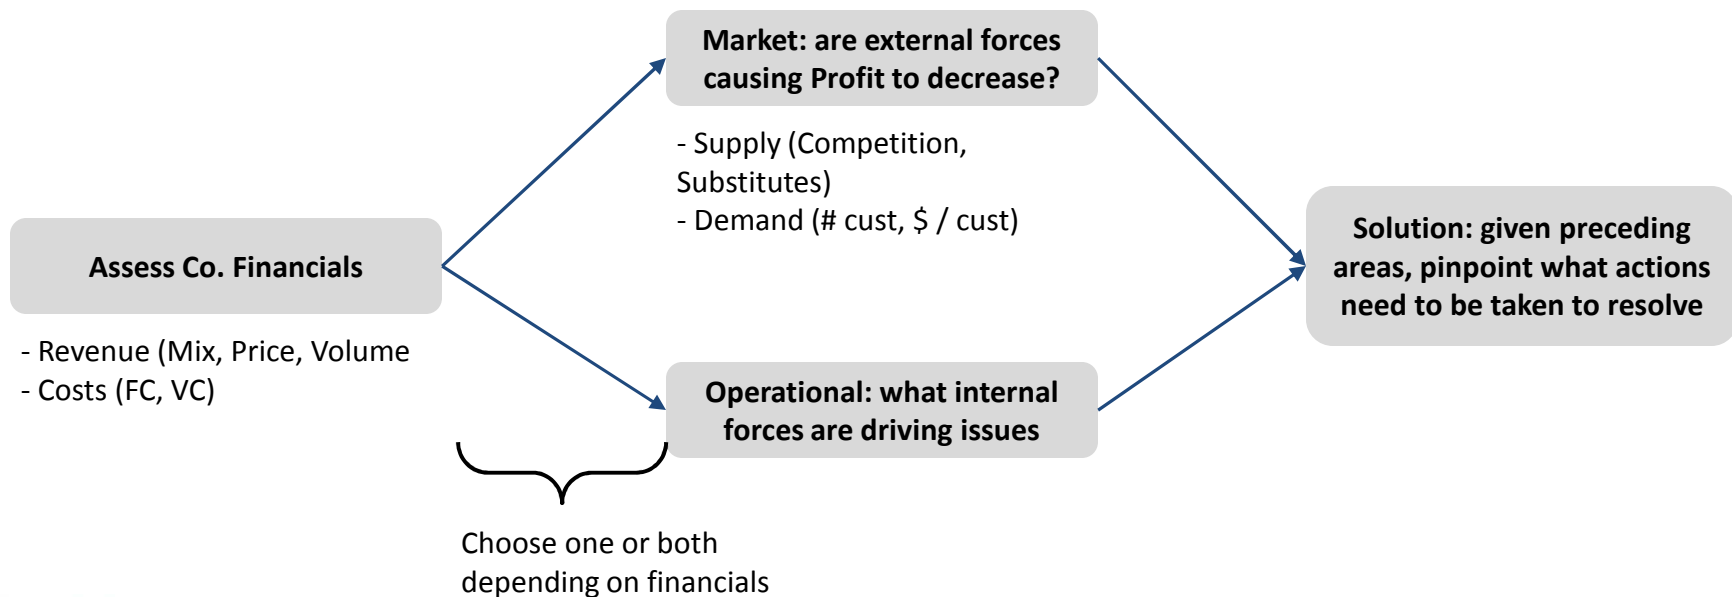 Assess Co. Financials
- Revenue (Mix, Price, Volume
- Costs (FC, VC)
Market: are external forces
causing Profit to decrease?
- Supply (Competition,
Substitutes)
- Demand (# cust, $ / cust)
Operational: what internal
forces are driving issues
Choose one or both
depending on financials
Solution: given preceding
areas, pinpoint what actions
need to be taken to resolve